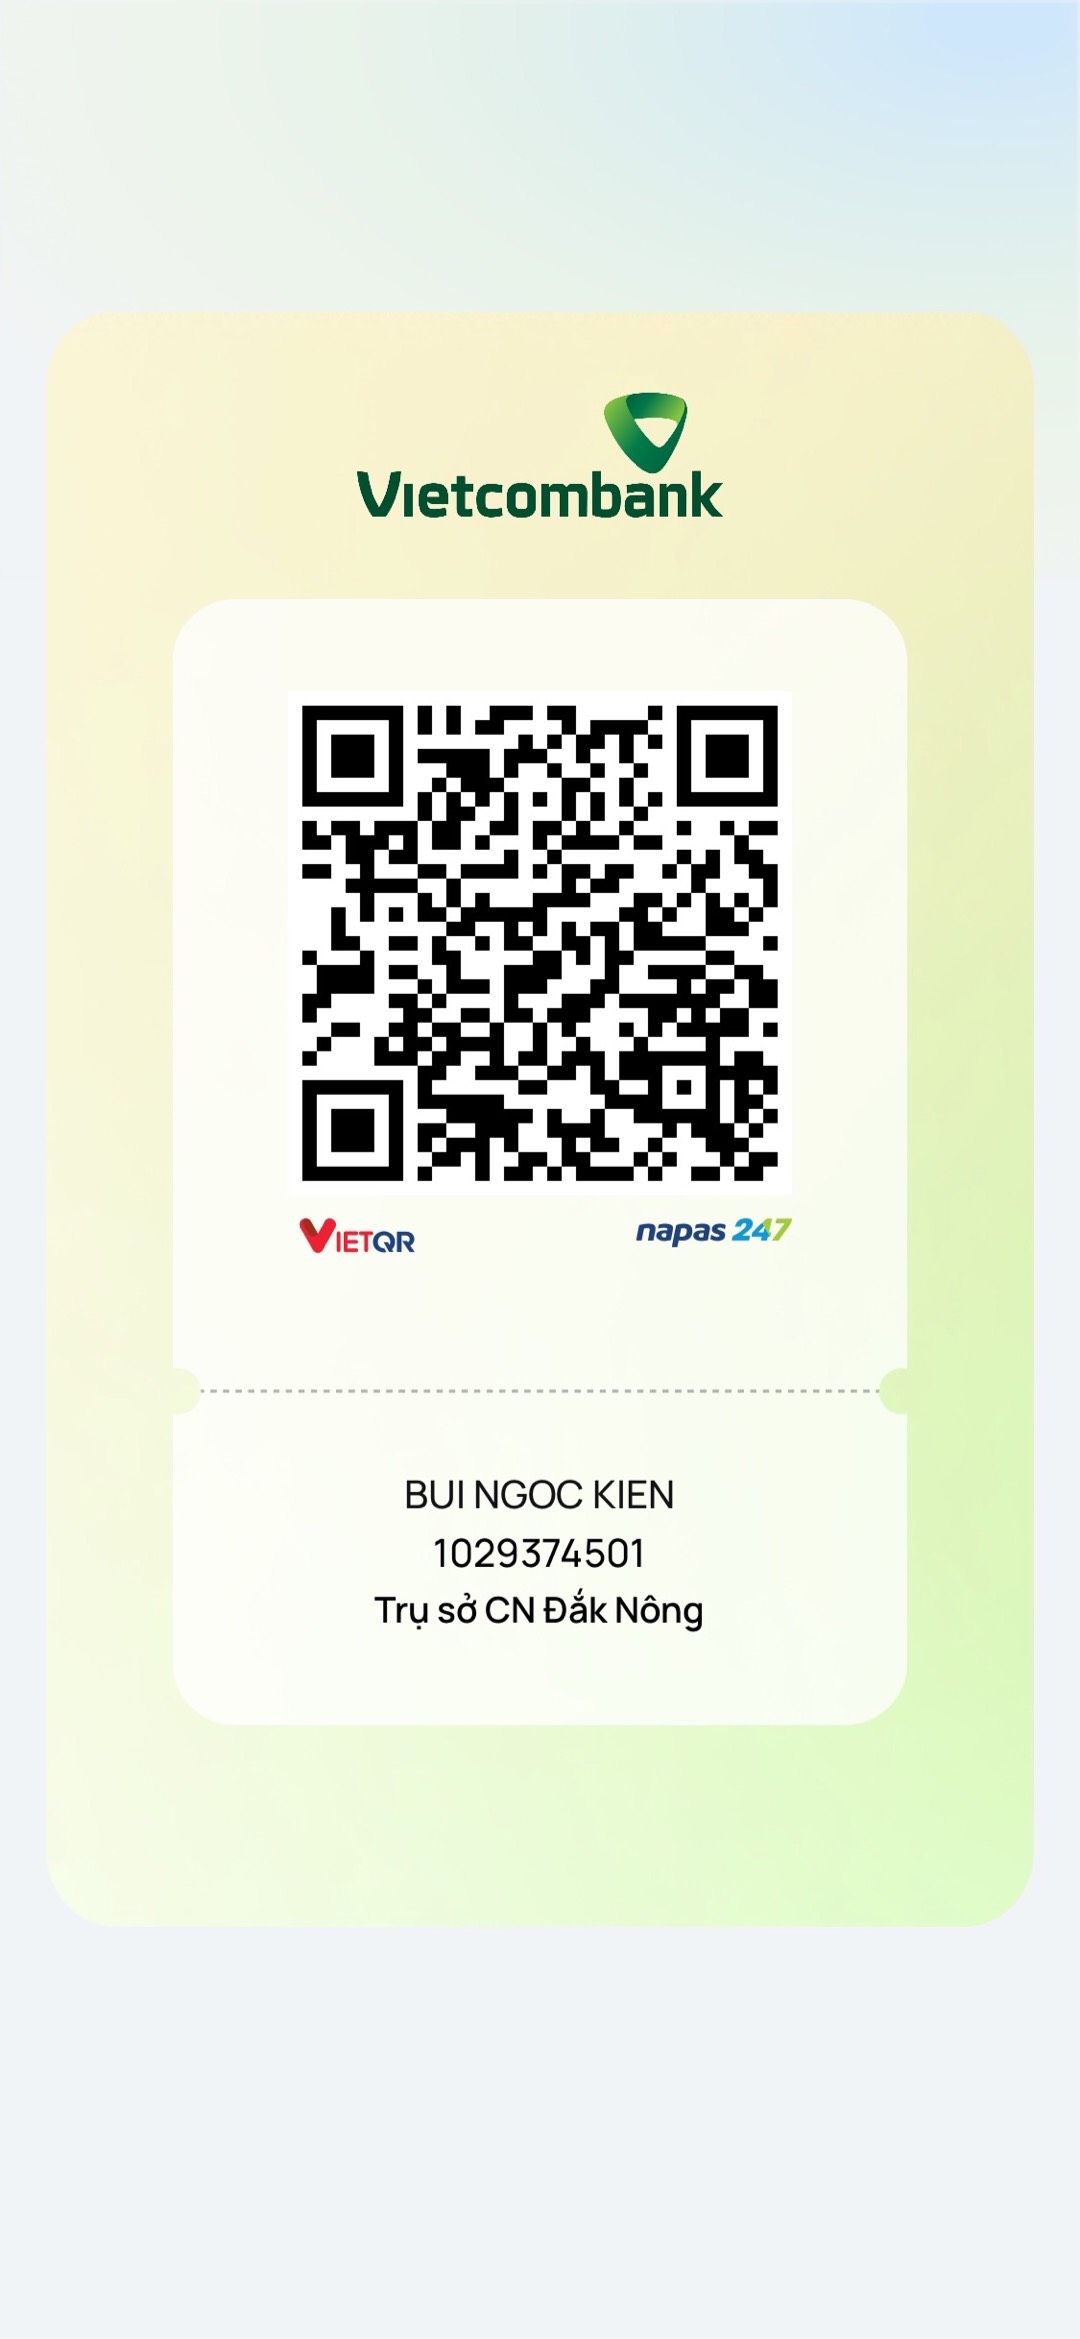 Vietcombank
VIETQR
napas 247
BUI NGOC KIEN
1029374501
Trụ sở CN Đắk Nông